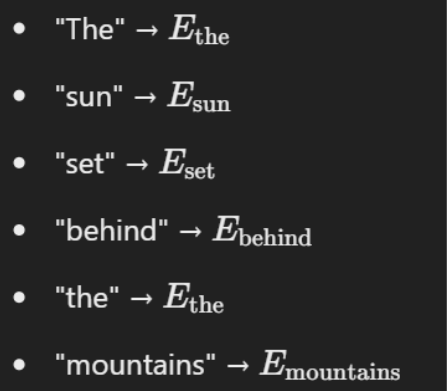 • "The" → E_the
• "sun" → E_sun
• "set" → E_set
• "behind" → E_behind
• "the" → E_the
• "mountains" → E_mountains